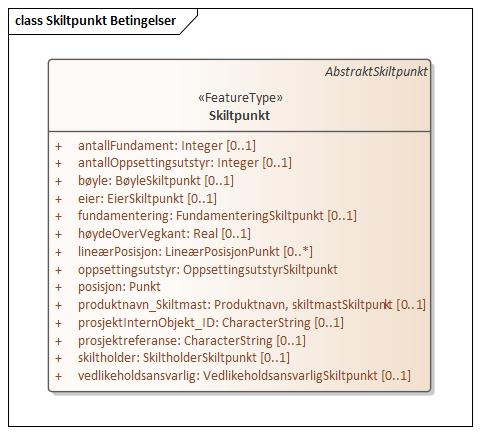 class Skiltpunkt Betingelser
AbstraktSkiltpunkt
«FeatureType»
Skiltpunkt
+ antallFundament: Integer [0..1]
+ antallOppsettingsutstyr: Integer [0..1]
+ bøyle: BøyleSkiltpunkt [0..1]
+ eier: EierSkiltpunkt [0..1]
+ fundamentering: FundamenteringSkiltpunkt [0..1]
+ høydeOverVegkant: Real [0..1]
+ lineærPosisjon: LineærPosisjonPunkt [0..*]
+ oppsettingsutstyr: OppsettingsutstyrSkiltpunkt
+ posisjon: Punkt
+ produktnavn_Skiltmast: Produktnavn, skiltmastSkiltpunkt [0..1]
+ prosjektInternObjekt_ID: CharacterString [0..1]
+ prosjektreferanse: CharacterString [0..1]
+ skiltholder: SkiltholderSkiltpunkt [0..1]
+ vedlikeholdsansvarlig: VedlikeholdsansvarligSkiltpunkt [0..1]